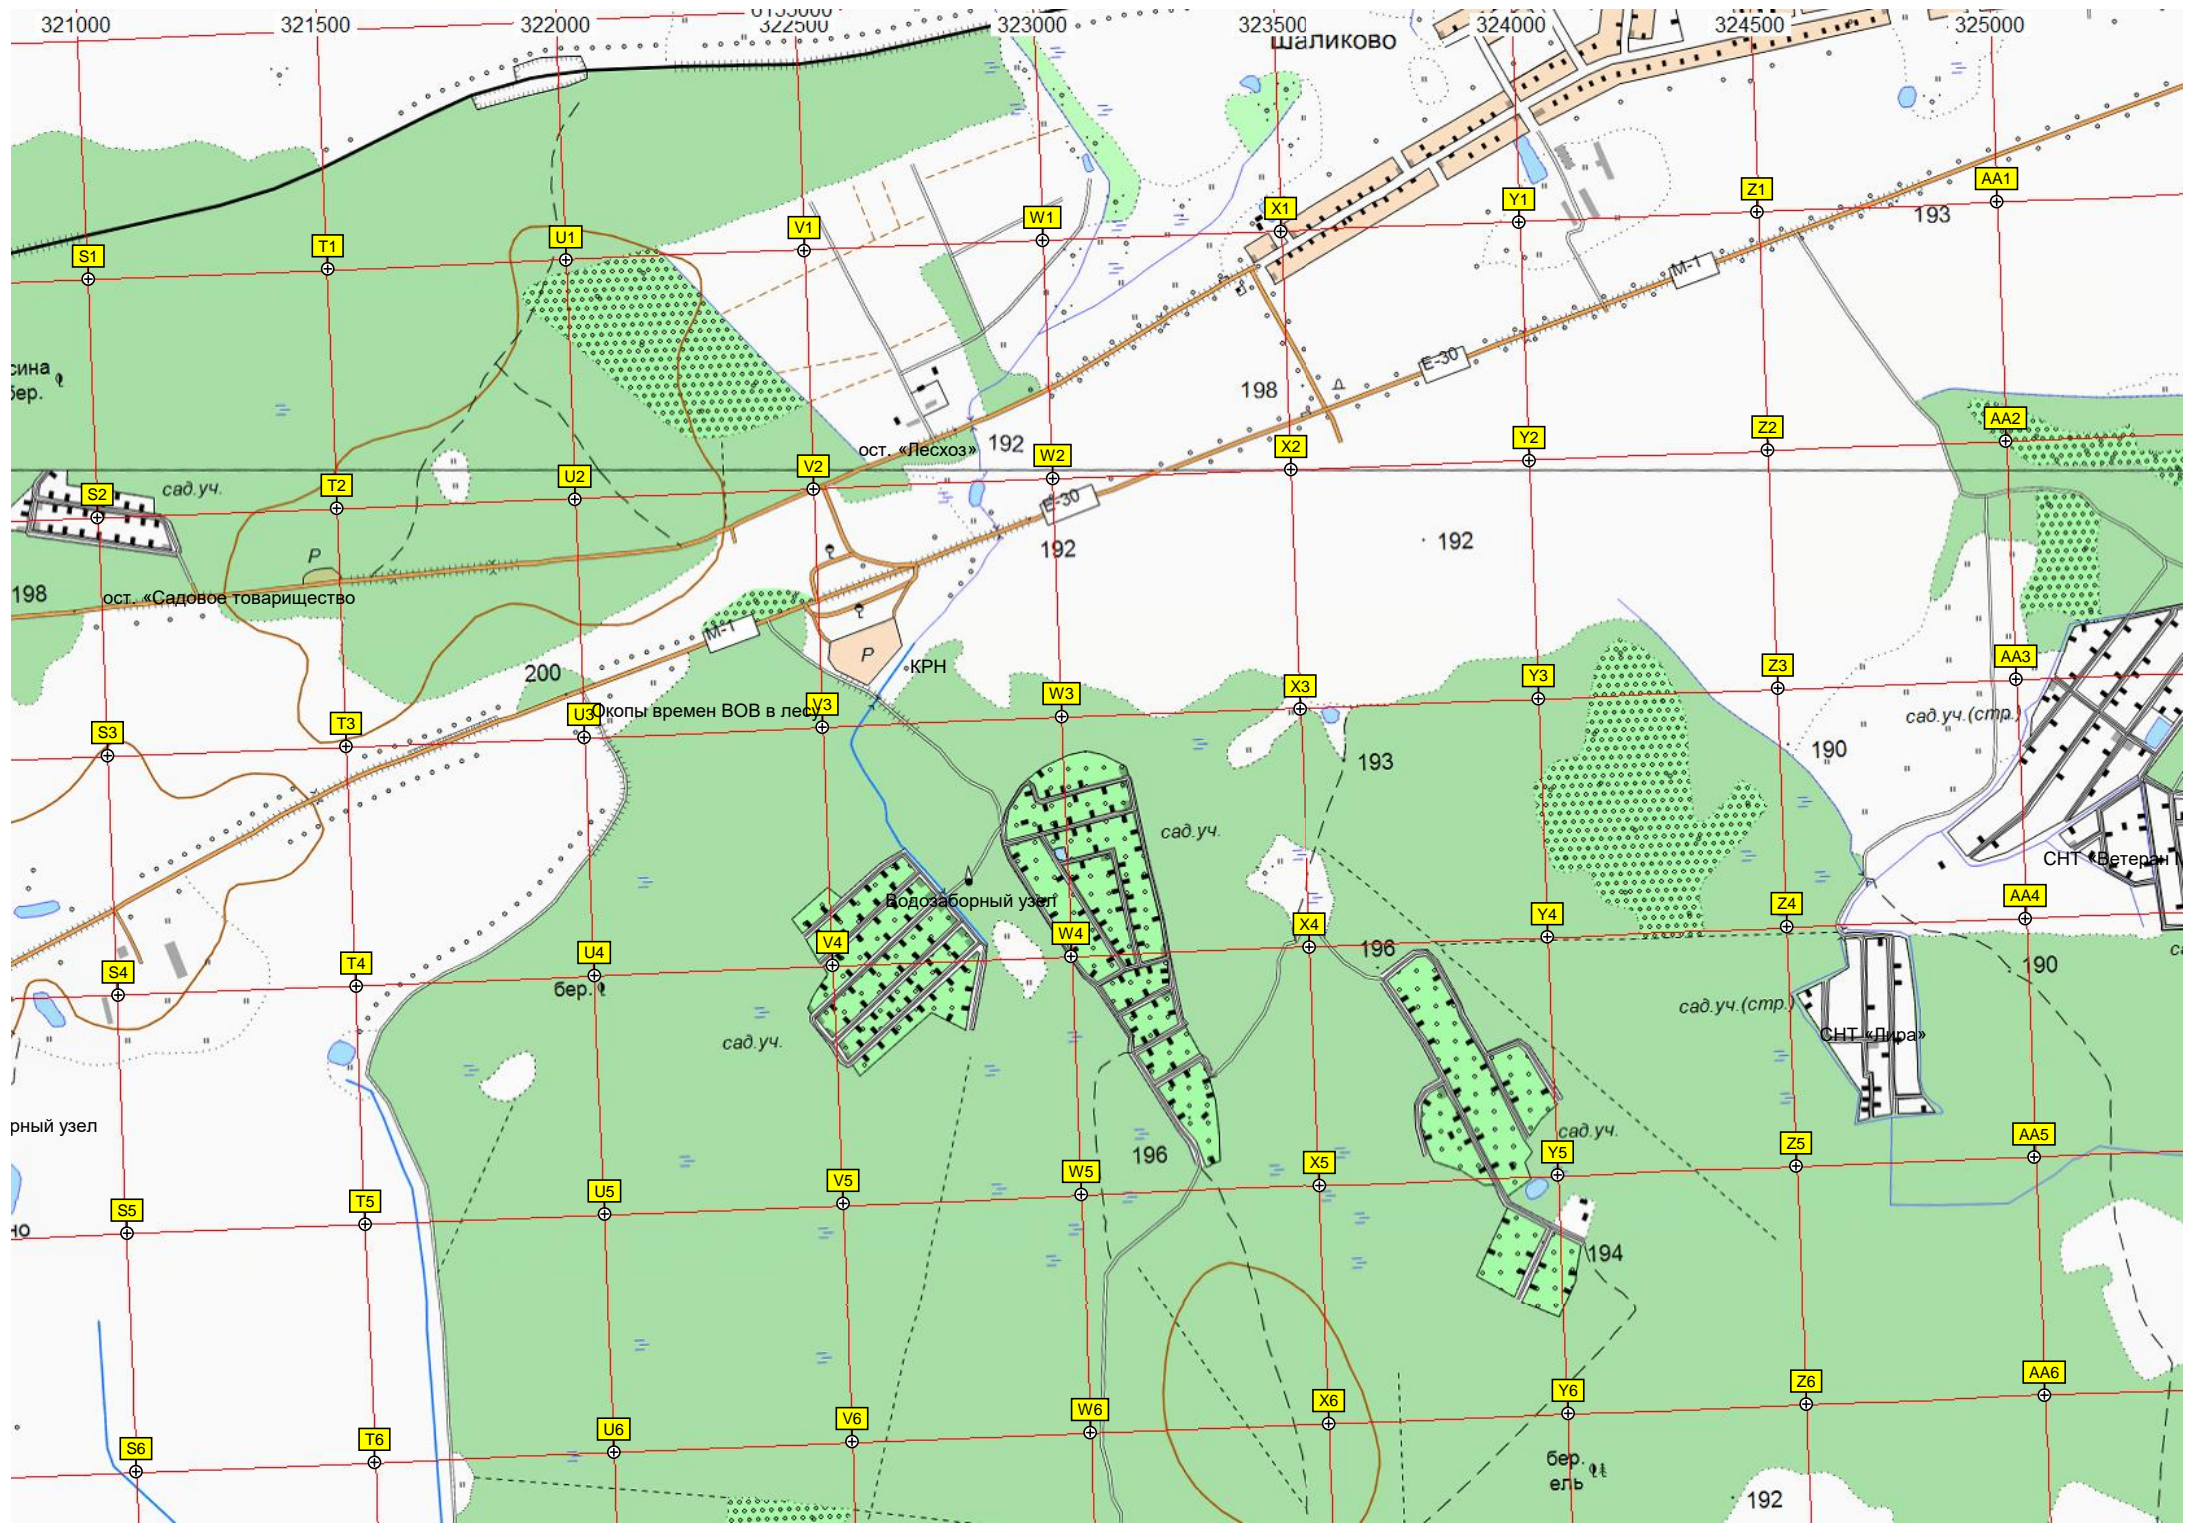 321000 321500 322000 322500 323000 323500 324000 324500 325000
6155000
Шаликово
AA1
Z1
Y1
X1
W1
V1
U1
T1
S1
193
М-1
Е-30
198
сина
бер.
AA2
Z2
Y2
X2
W2
V2
U2
T2
S2
192
ост. «Лесхоз»
сад.уч.
Е-30
192
192
P
198
ост. «Садовое товарищество
М-1
P
КРН
200
AA3
Z3
Y3
X3
W3
V3
U3
T3
S3
Окопы времен ВОВ в лесу
сад.уч.(стр.)
190
193
сад.уч.
СНТ «Ветеран
Водозаборный узел
AA4
Z4
Y4
X4
W4
V4
U4
T4
S4
196
190
бер.
сад.уч.(стр.)
СНТ «Лира»
сад.уч.
рный узел
сад.уч.
196
AA5
Z5
Y5
X5
W5
V5
U5
T5
S5
но
194
AA6
Z6
Y6
X6
W6
V6
U6
T6
S6
бер.
ель
192